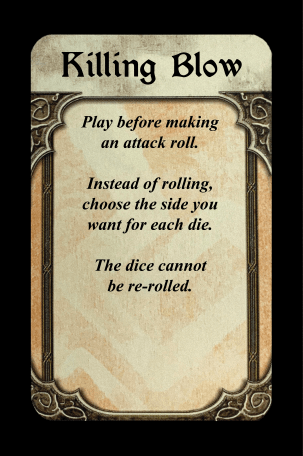 Killing Blow
Play before making
an attack roll.
Instead of rolling,
choose the side you
want for each die.
The dice cannot
be re-rolled.